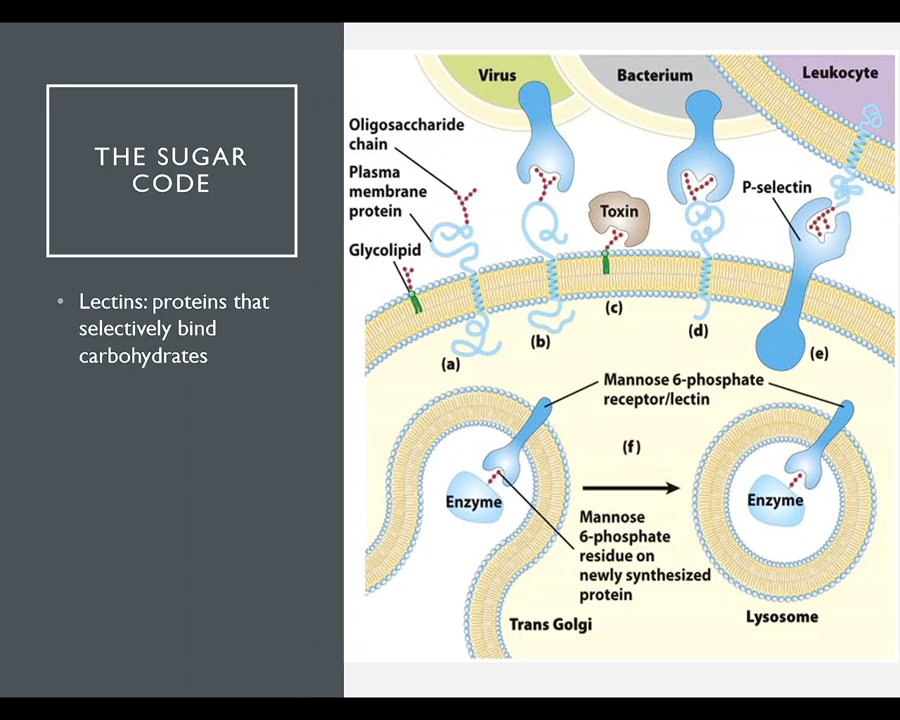 THE SUGAR
CODE
• Lectins: proteins that
selectively bind
carbohydrates
Virus
Bacterium
Leukocyte
Oligosaccharide
chain
Plasma
membrane
protein
Glycolipid
Toxin
P-selectin
(a)
(b)
(c)
(d)
(e)
Mannose 6-phosphate
receptor/lectin
(f)
Enzyme
Enzyme
Mannose
6-phosphate
residue on
newly synthesized
protein
Trans Golgi
Lysosome